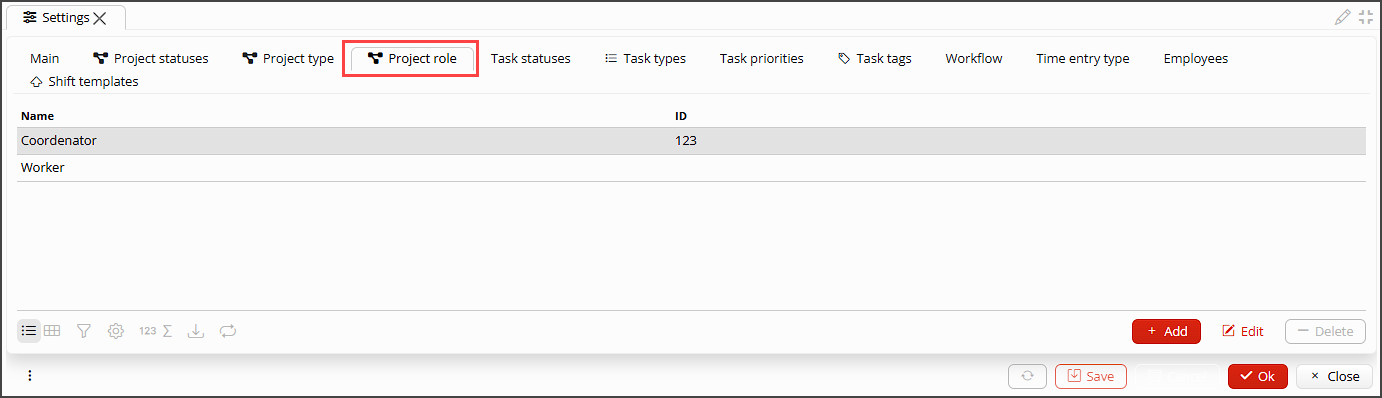 Settings
Main Project statuses Project type Project role Task statuses Task types Task priorities Task tags Workflow Time entry type Employees
Shift templates
Name ID
Coordenator 123
Worker
123 Σ + Add Edit — Delete
Save Ok × Close